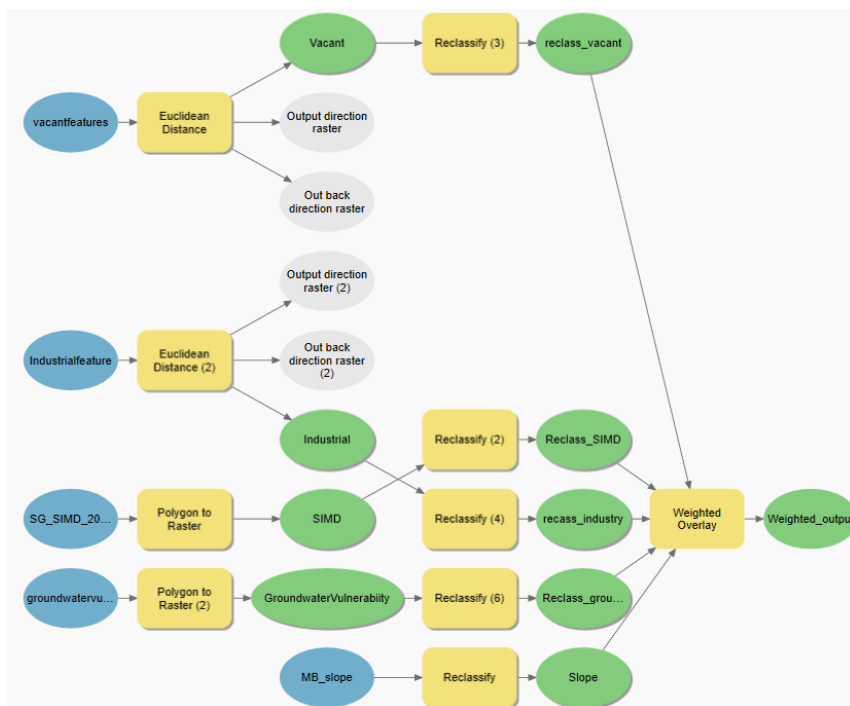 Vacant
Reclassify (3)
reclass_vacant
vacantfeatures
Euclidean
Distance
Output direction
raster
Out back
direction raster
Output direction
raster (2)
Industrialfeature
Euclidean
Distance (2)
Out back
direction raster
(2)
Industrial
Reclassify (2)
Reclass_SIMD
SG_SIMD_20...
Polygon to
Raster
SIMD
Reclassify (4)
recass_industry
Weighted
Overlay
Weighted_output
groundwatervu...
Polygon to
Raster (2)
GroundwaterVulnerabiity
Reclassify (6)
Reclass_grou...
MB_slope
Reclassify
Slope